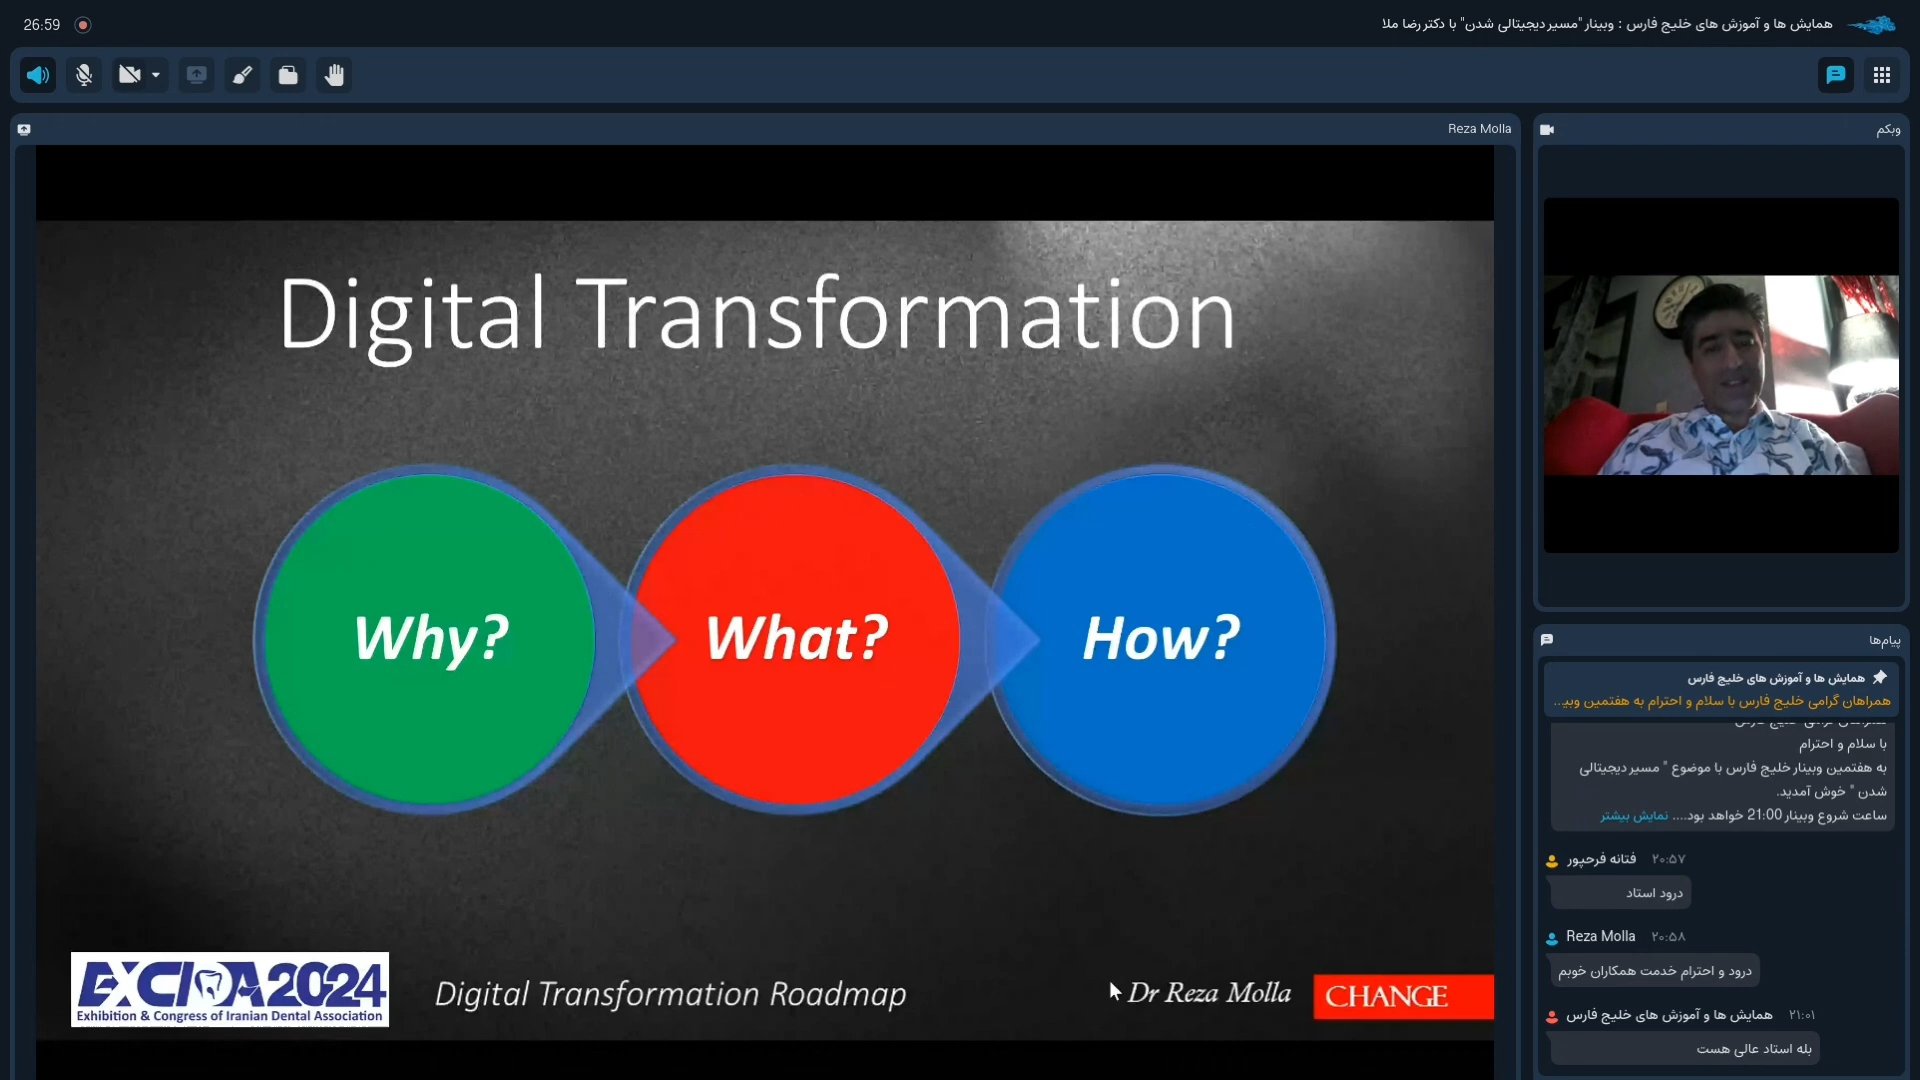 26:59
همایش ها و آموزش های خلیج فارس : وبینار "مسیر دیجیتالی شدن" با دکتر رضا ملا
Reza Molla
Digital Transformation
Why?
What?
How?
EXCIDA2024
Exhibition & Congress of Iranian Dental Association
Digital Transformation Roadmap
Dr Reza Molla
CHANGE
وبکم
پیام‌ها
همایش ها و آموزش های خلیج فارس
همراهان گرامی خلیج فارس با سلام و احترام به هفتمین وبیـ...
همراهان گرامی خلیج فارس
با سلام و احترام
به هفتمین وبینار خلیج فارس با موضوع " مسیر دیجیتالی
شدن " خوش آمدید.
ساعت شروع وبینار 21:00 خواهد بود.... نمایش بیشتر
فتانه فرحپور ۲۰:۵۷
درود استاد
Reza Molla ۲۰:۵۸
درود و احترام خدمت همکاران خوبم
همایش ها و آموزش های خلیج فارس ۲۱:۰۱
بله استاد عالی هست